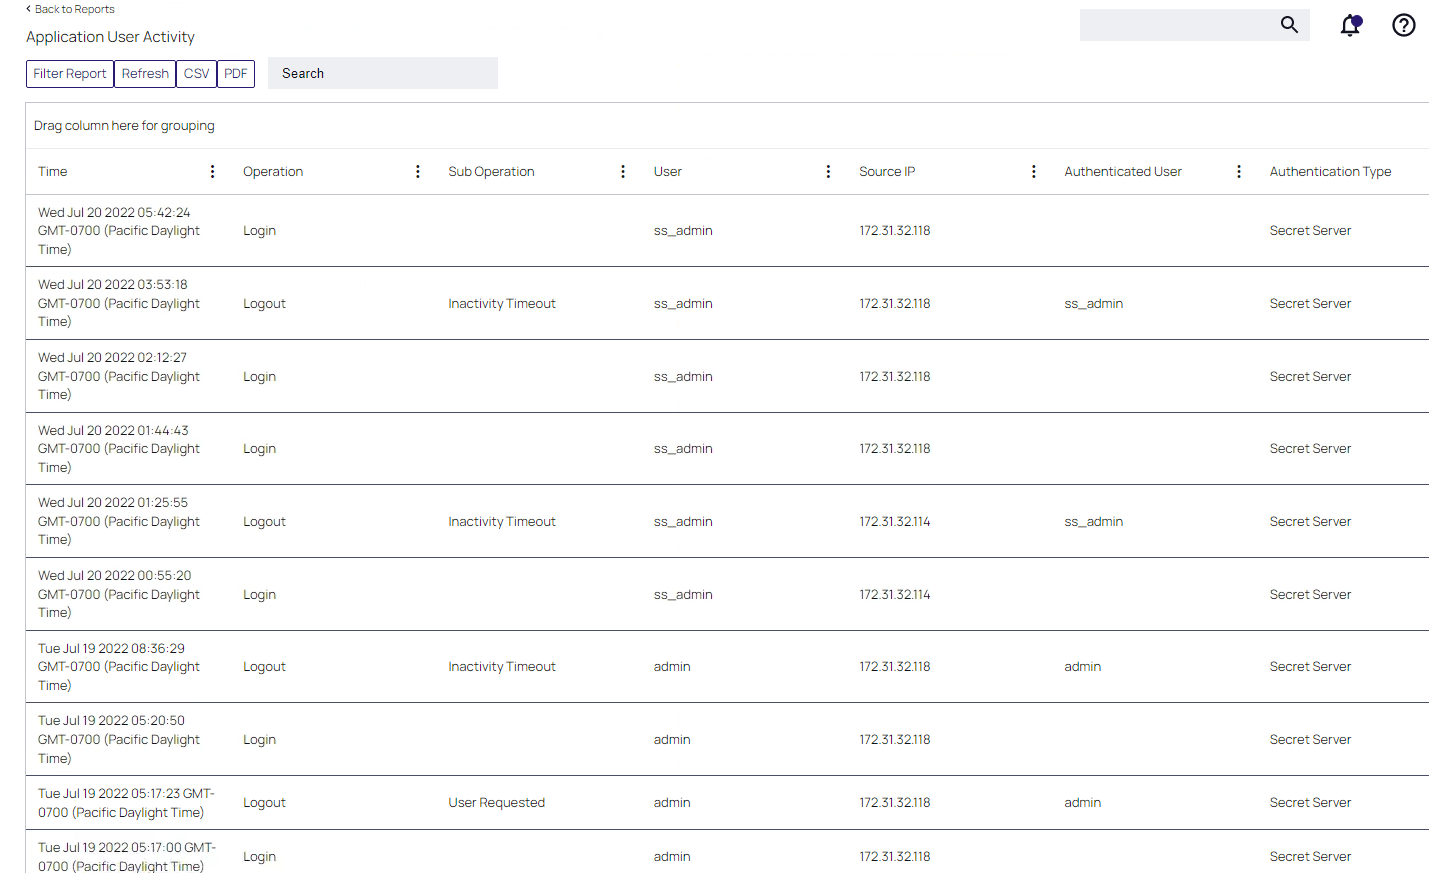 Back to Reports
Application User Activity
Filter Report Refresh CSV PDF Search
Drag column here for grouping
Time Operation Sub Operation User Source IP Authenticated User Authentication Type
Wed Jul 20 2022 05:42:24
GMT-0700 (Pacific Daylight
Time)
Login ss_admin 172.31.32.118 Secret Server
Wed Jul 20 2022 03:53:18
GMT-0700 (Pacific Daylight
Time)
Logout Inactivity Timeout ss_admin 172.31.32.118 ss_admin Secret Server
Wed Jul 20 2022 02:12:27
GMT-0700 (Pacific Daylight
Time)
Login ss_admin 172.31.32.118 Secret Server
Wed Jul 20 2022 01:44:43
GMT-0700 (Pacific Daylight
Time)
Login ss_admin 172.31.32.118 Secret Server
Wed Jul 20 2022 01:25:55
GMT-0700 (Pacific Daylight
Time)
Logout Inactivity Timeout ss_admin 172.31.32.114 ss_admin Secret Server
Wed Jul 20 2022 00:55:20
GMT-0700 (Pacific Daylight
Time)
Login ss_admin 172.31.32.114 Secret Server
Tue Jul 19 2022 08:36:29
GMT-0700 (Pacific Daylight
Time)
Logout Inactivity Timeout admin 172.31.32.118 admin Secret Server
Tue Jul 19 2022 05:20:50
GMT-0700 (Pacific Daylight
Time)
Login admin 172.31.32.118 Secret Server
Tue Jul 19 2022 05:17:23 GMT-
0700 (Pacific Daylight Time)
Logout User Requested admin 172.31.32.118 admin Secret Server
Tue Jul 19 2022 05:17:00 GMT-
0700 (Pacific Daylight Time)
Login admin 172.31.32.118 Secret Server